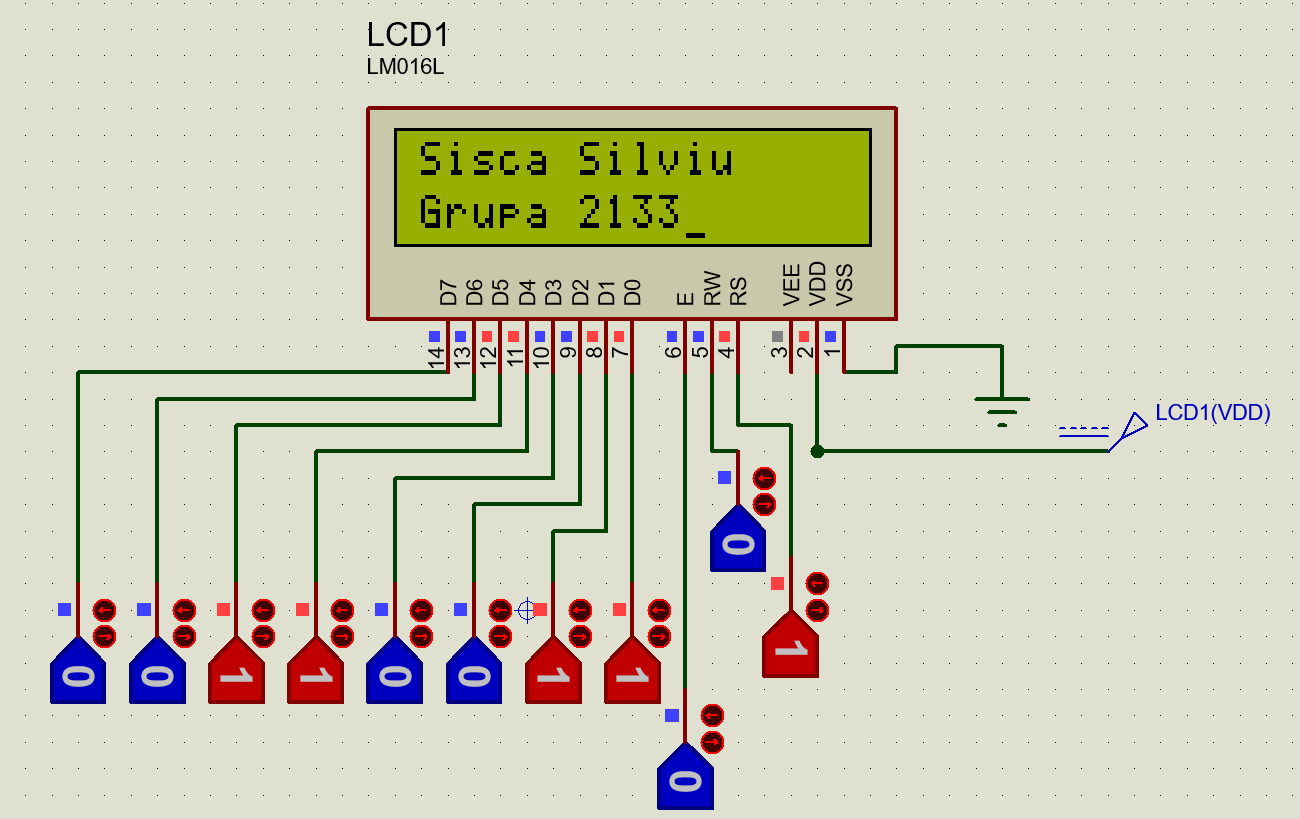 LCD1
LM016L
Sisca Silviu
Grupa 2133_
D7 D6 D5 D4 D3 D2 D1 D0 E RW RS VEE VDD VSS
14 13 12 11 10 9 8 7 6 5 4 3 2 1
LCD1(VDD)
0
1
0 0 1 1 0 0 1 1
0